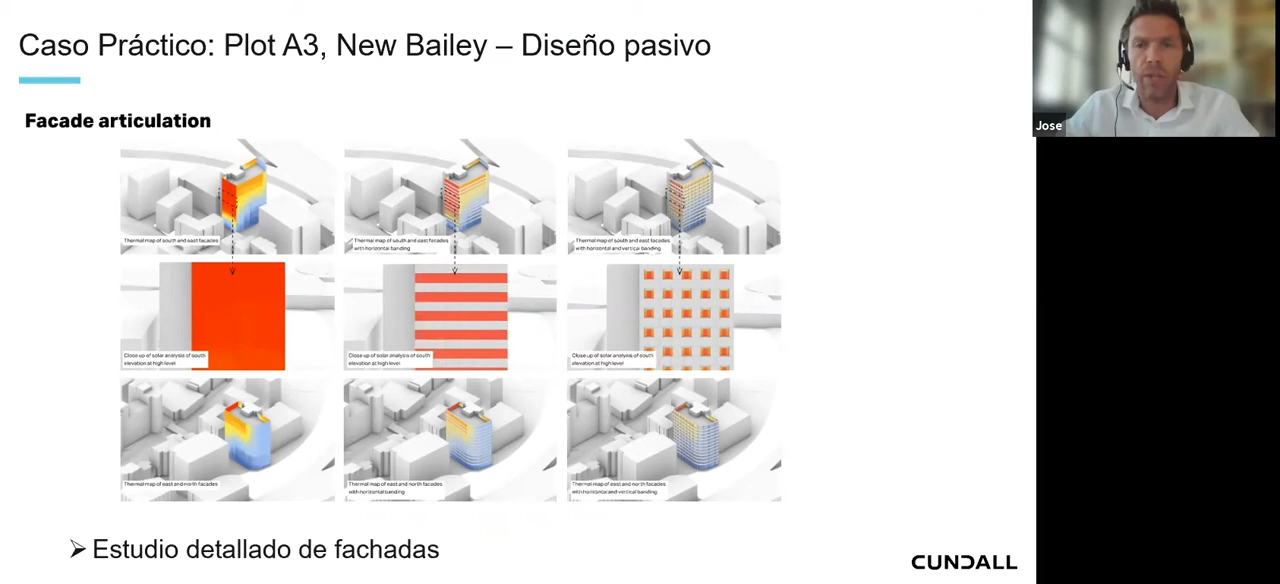 Caso Práctico: Plot A3, New Bailey – Diseño pasivo
Jose
Facade articulation
Thermal map of south and east facades
Thermal map of south and east facades
with horizontal banding
Thermal map of south and east facades
with horizontal and vertical banding
Close up of solar analysis of south
elevation at high level
Close up of solar analysis of south
elevation at high level
Close up of solar analysis of south
elevation at high level
Thermal map of east and north facades
Thermal map of east and north facades
with horizontal banding
Thermal map of east and north facades
with horizontal and vertical banding
➢ Estudio detallado de fachadas
CUNDALL